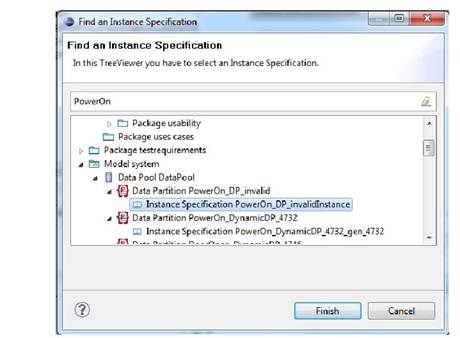 Find an Instance Specification
Find an Instance Specification
In this TreeViewer you have to select an Instance Specification.
PowerOn
Package usability
Package uses cases
Package testrequirements
Model system
Data Pool DataPool
Data Partition PowerOn_DP_invalid
Instance Specification PowerOn_DP_invalidInstance
Data Partition PowerOn_DynamicDP_4732
Instance Specification PowerOn_DynamicDP_4732_gen_4732
Finish
Cancel